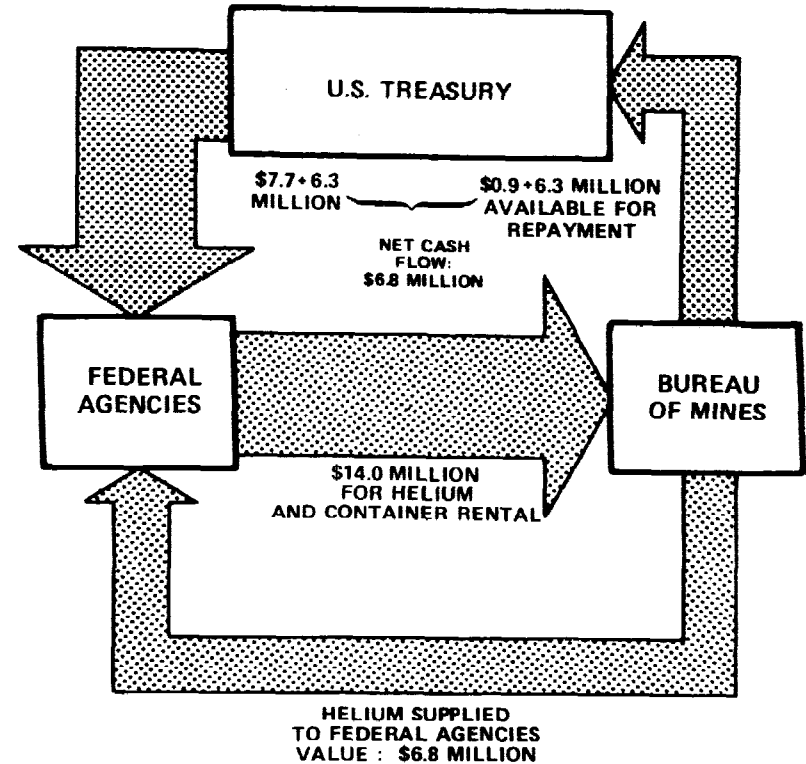 U.S. TREASURY
$7.7+6.3
MILLION
$0.9+6.3 MILLION
AVAILABLE FOR
REPAYMENT
NET CASH
FLOW:
$6.8 MILLION
FEDERAL
AGENCIES
BUREAU
OF MINES
$14.0 MILLION
FOR HELIUM
AND CONTAINER RENTAL
HELIUM SUPPLIED
TO FEDERAL AGENCIES
VALUE : $6.8 MILLION